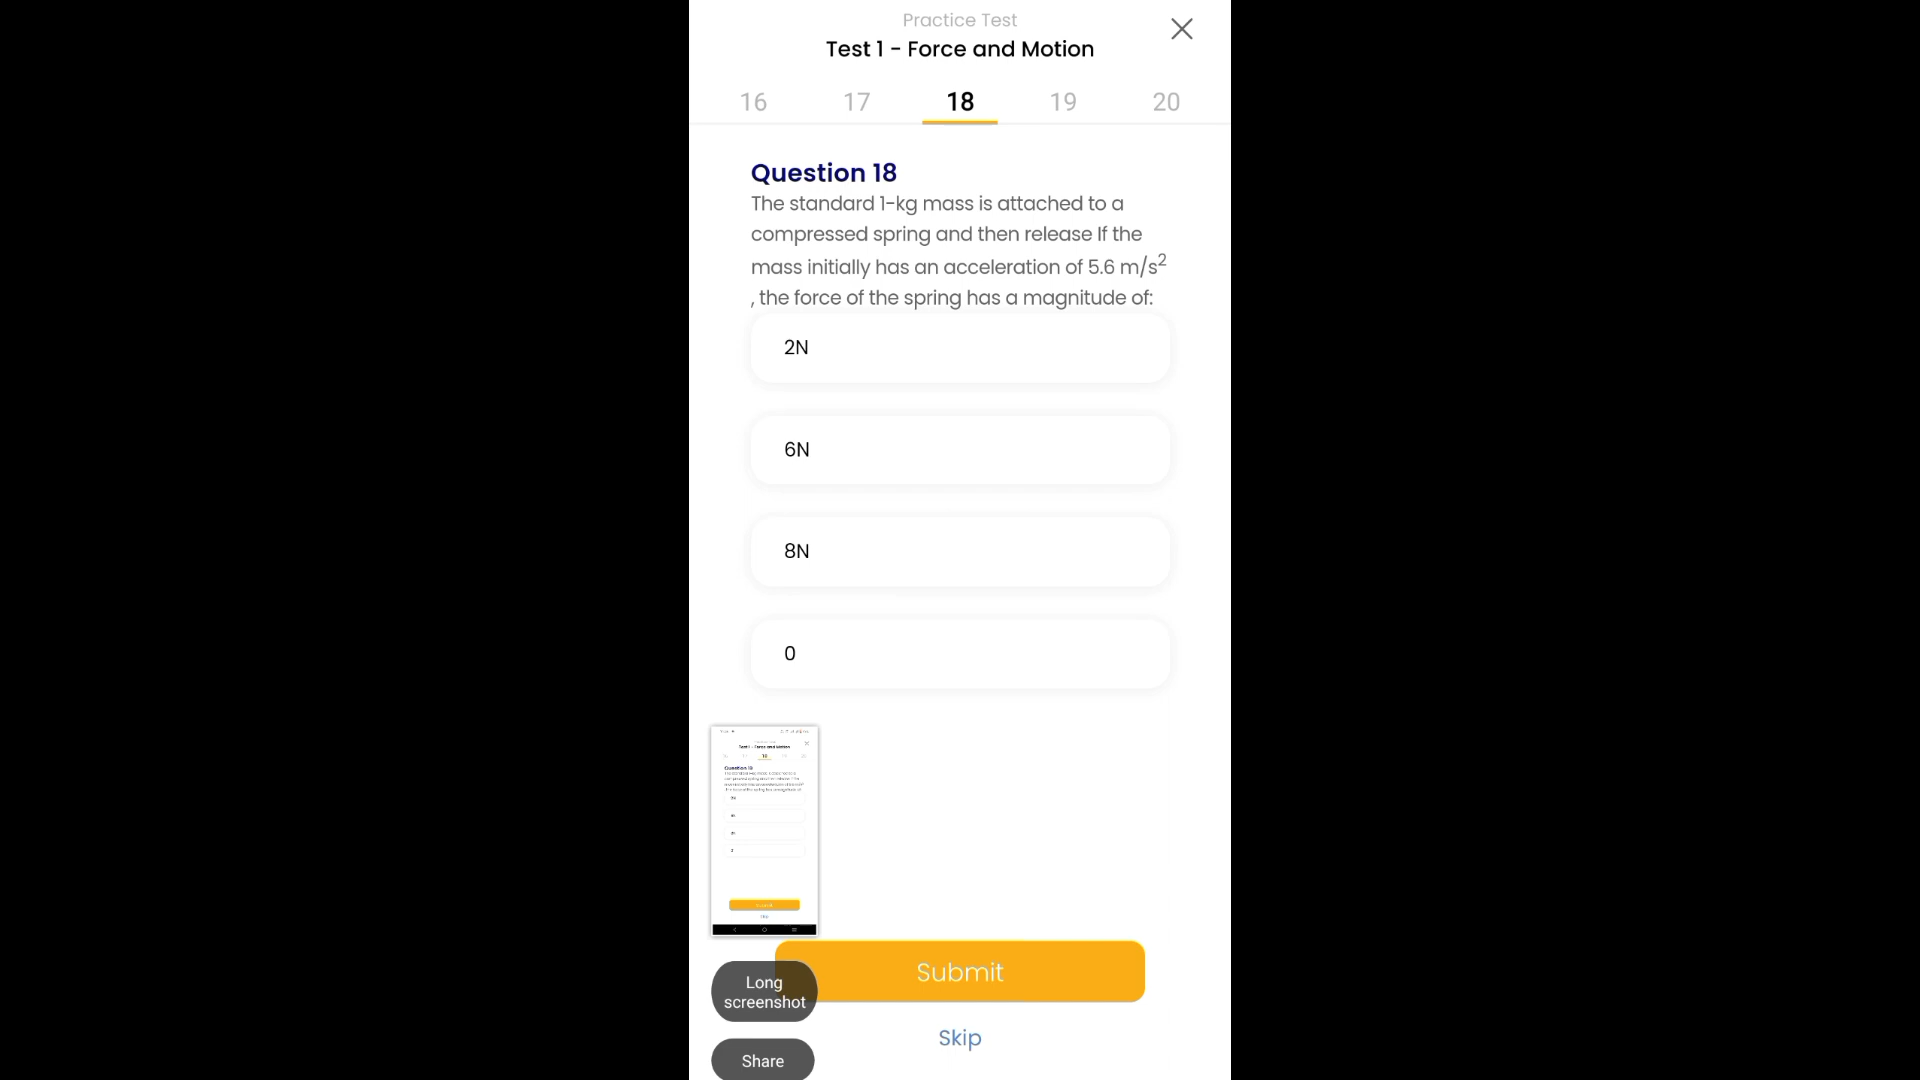 Practice Test
Test 1 - Force and Motion
16 17 18 19 20
Question 18
The standard 1-kg mass is attached to a
compressed spring and then release If the
mass initially has an acceleration of 5.6 m/s²
, the force of the spring has a magnitude of:
2N
6N
8N
0
Submit
Long
screenshot
Skip
Share